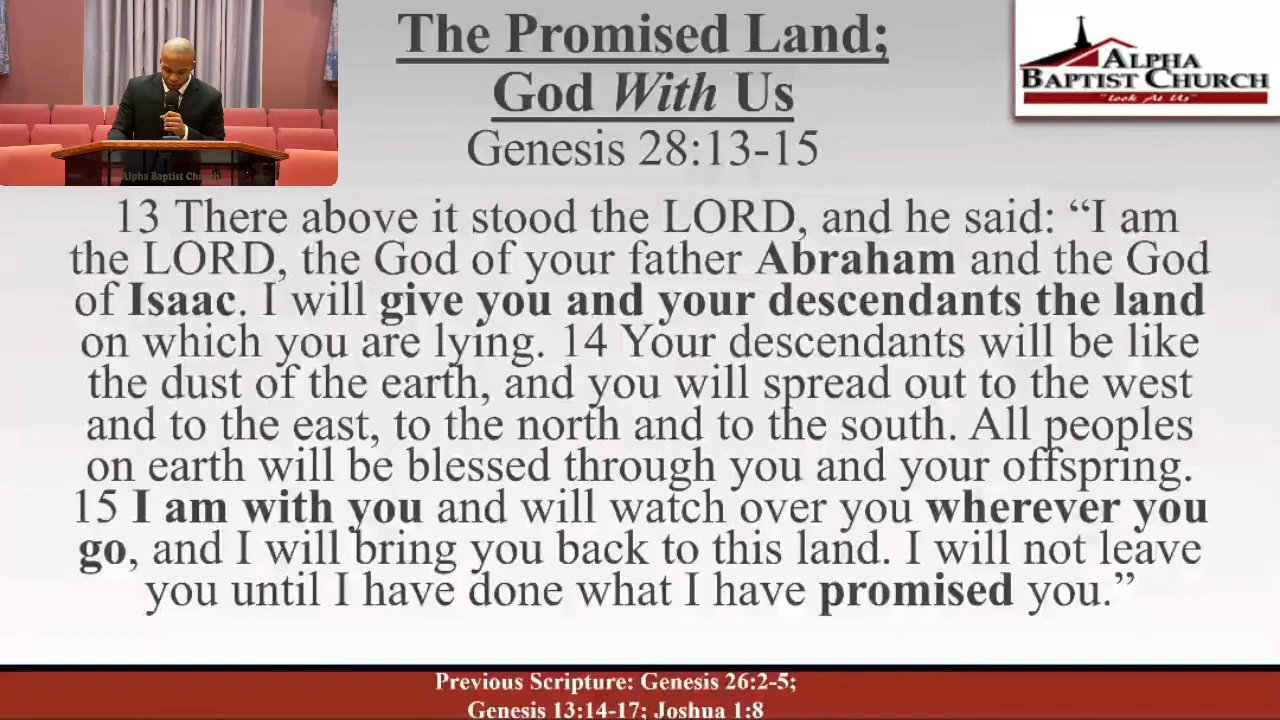 The Promised Land;
God With Us
Genesis 28:13-15
ALPHA
BAPTIST CHURCH
"Look At Us"
Alpha Baptist Church
13 There above it stood the LORD, and he said: “I am
the LORD, the God of your father Abraham and the God
of Isaac. I will give you and your descendants the land
on which you are lying. 14 Your descendants will be like
the dust of the earth, and you will spread out to the west
and to the east, to the north and to the south. All peoples
on earth will be blessed through you and your offspring.
15 I am with you and will watch over you wherever you
go, and I will bring you back to this land. I will not leave
you until I have done what I have promised you.”
Previous Scripture: Genesis 26:2-5;
Genesis 13:14-17; Joshua 1:8